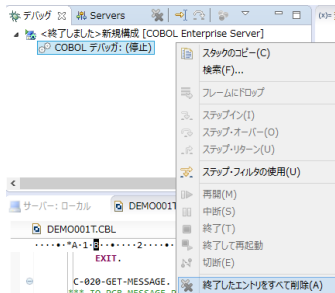 デバッグ Servers
<終了しました>新規構成 [COBOL Enterprise Server]
COBOL デバッガ: (停止)
(x)=
スタックのコピー(C)
検索(F)...
フレームにドロップ
ステップイン(I)
ステップ・オーバー(O)
ステップ・リターン(U)
ステップ・フィルタの使用(U)
再開(M)
中断(S)
終了(T)
終了して再起動
切断(E)
終了したエントリをすべて削除(A)
サーバー: ローカル DEMO001T
DEMO001T.CBL
····*A·1·B··•····2····•·
EXIT.
C-020-GET-MESSAGE.